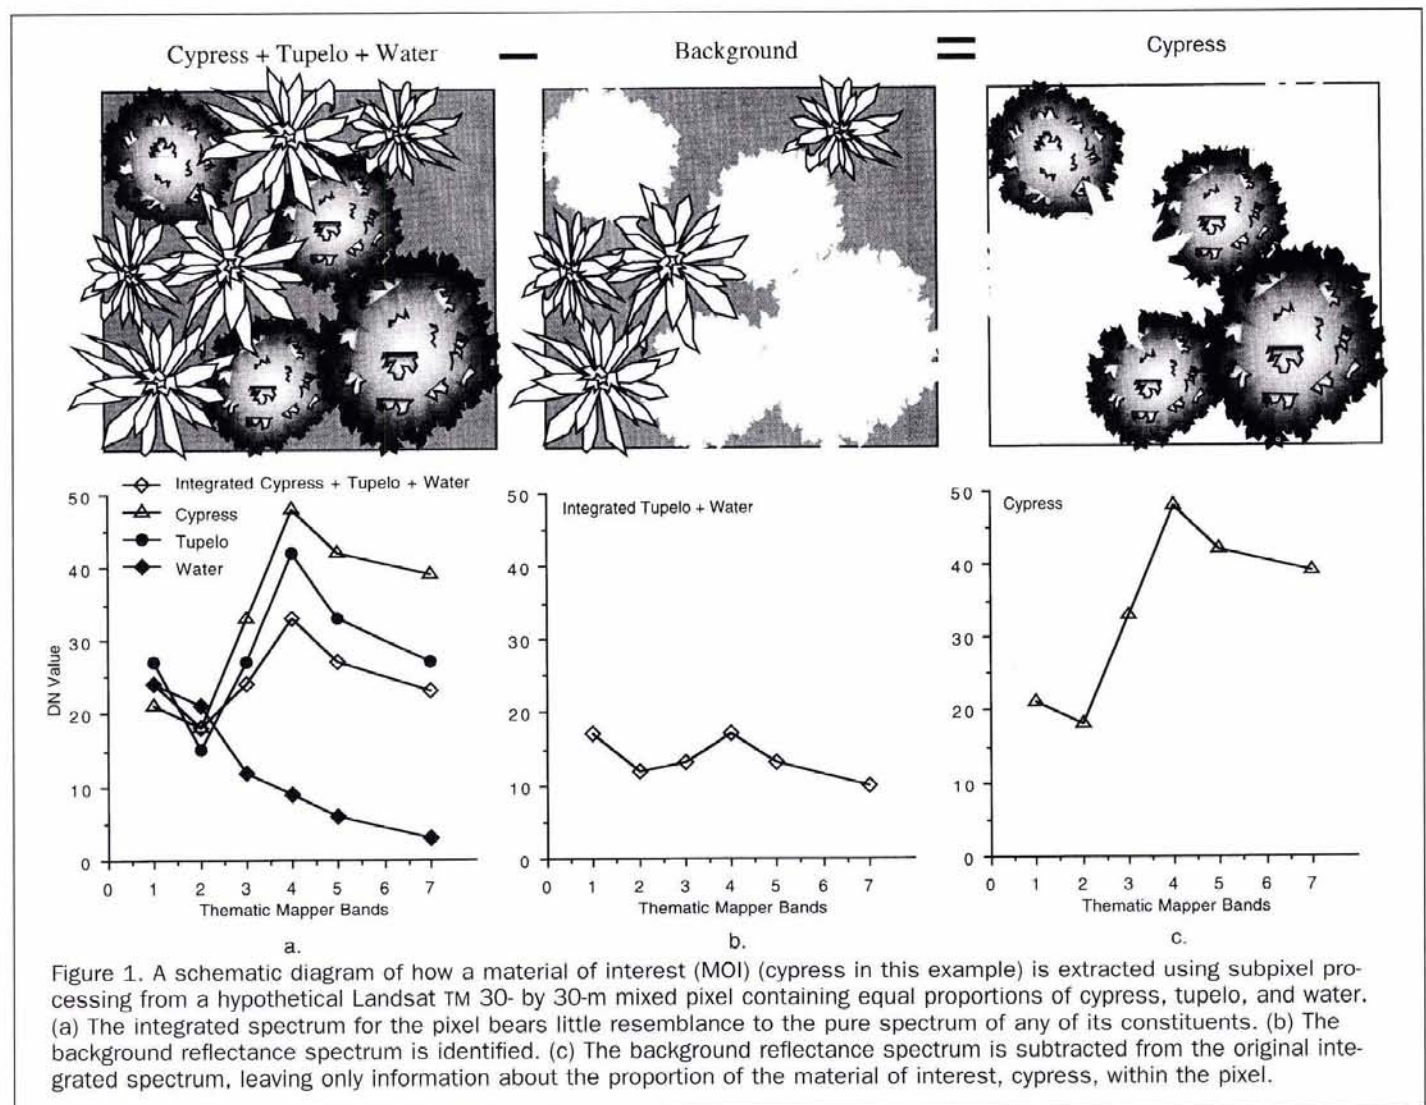 Cypress + Tupelo + Water
Background
Cypress
Integrated Cypress + Tupelo + Water
Cypress
Tupelo
Water
50
40
30
20
10
0
DN Value
0 1 2 3 4 5 6 7
Thematic Mapper Bands
a.
Integrated Tupelo + Water
50
40
30
20
10
0
0 1 2 3 4 5 6 7
Thematic Mapper Bands
b.
Cypress
50
40
30
20
10
0
0 1 2 3 4 5 6 7
Thematic Mapper Bands
c.
Figure 1. A schematic diagram of how a material of interest (MOI) (cypress in this example) is extracted using subpixel pro-
cessing from a hypothetical Landsat TM 30- by 30-m mixed pixel containing equal proportions of cypress, tupelo, and water.
(a) The integrated spectrum for the pixel bears little resemblance to the pure spectrum of any of its constituents. (b) The
background reflectance spectrum is identified. (c) The background reflectance spectrum is subtracted from the original inte-
grated spectrum, leaving only information about the proportion of the material of interest, cypress, within the pixel.